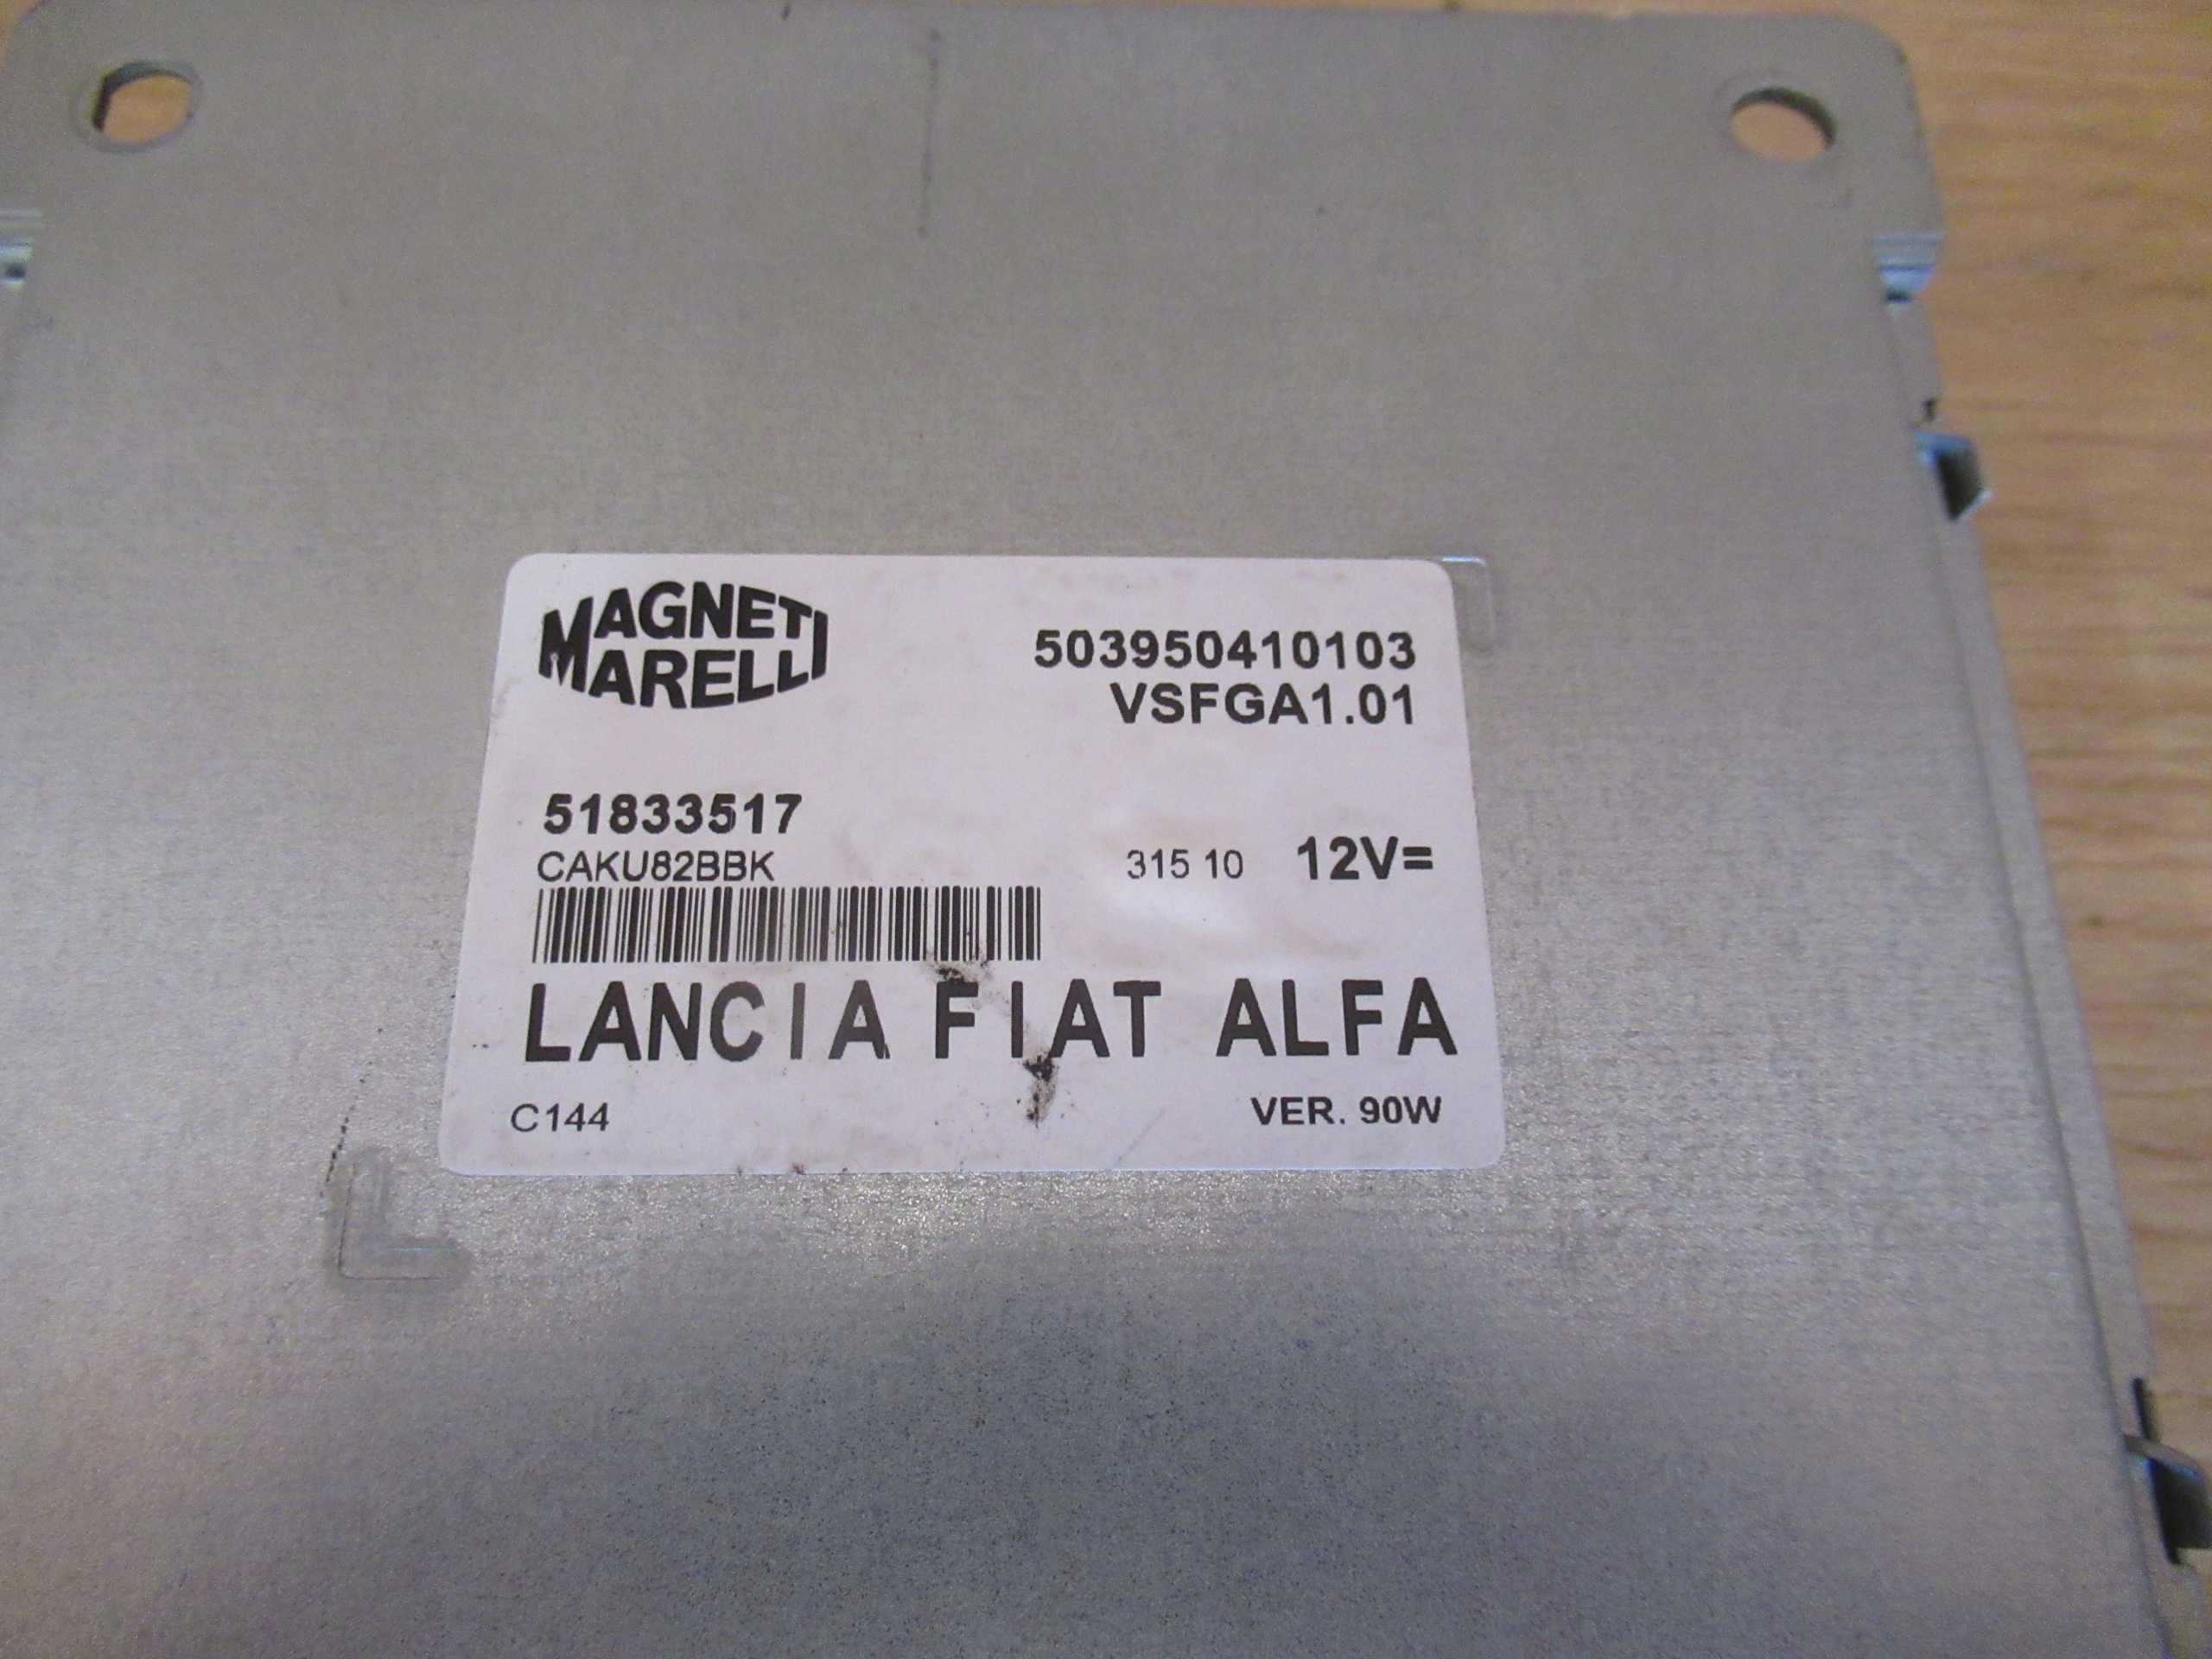 MAGNETI
MARELLI
503950410103
VSFGA1.01
51833517
CAKU82BBK
315 10 12V=
LANCIA FIAT ALFA
C144 VER. 90W